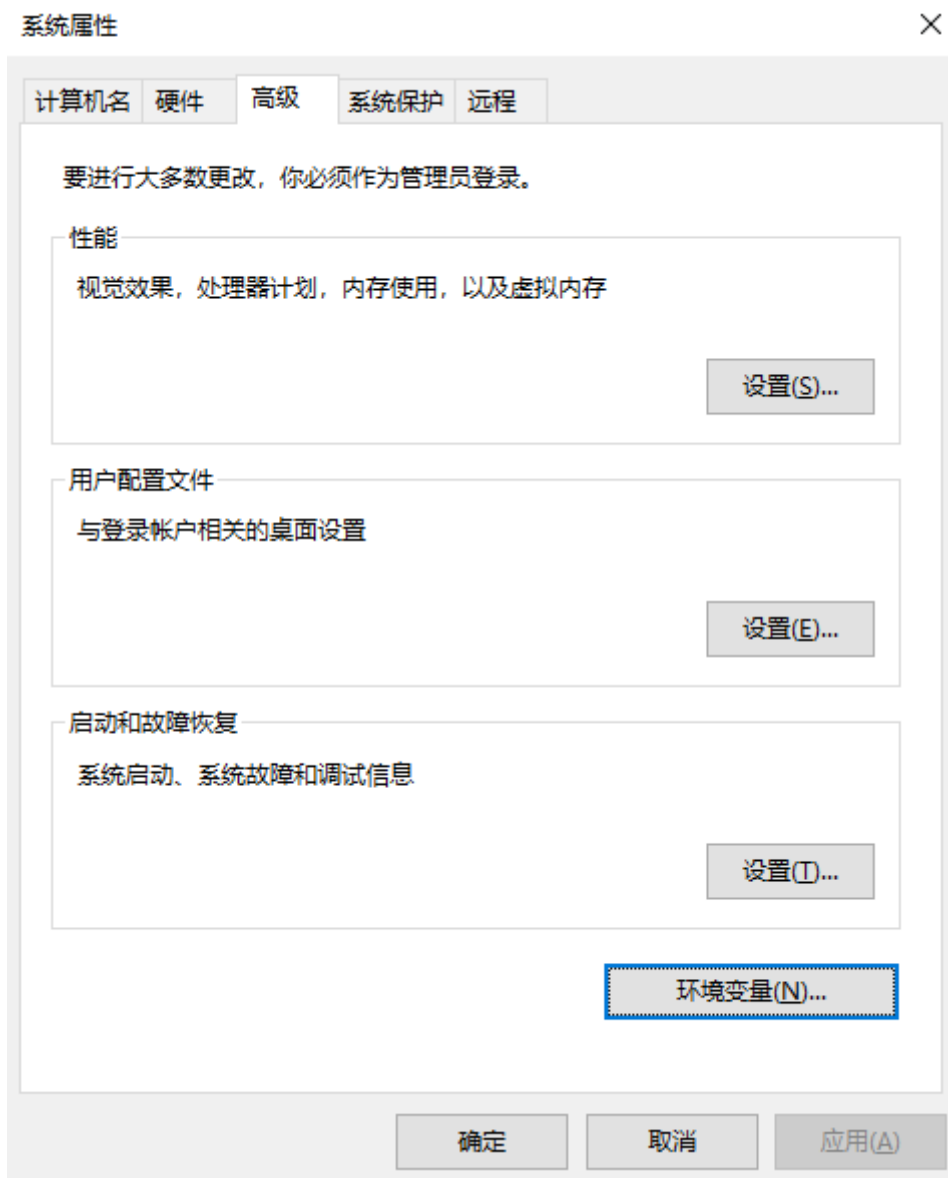 系统属性
计算机名 硬件 高级 系统保护 远程
要进行大多数更改，你必须作为管理员登录。
性能
视觉效果，处理器计划，内存使用，以及虚拟内存
设置(S)...
用户配置文件
与登录帐户相关的桌面设置
设置(E)...
启动和故障恢复
系统启动、系统故障和调试信息
设置(T)...
环境变量(N)...
确定 取消 应用(A)